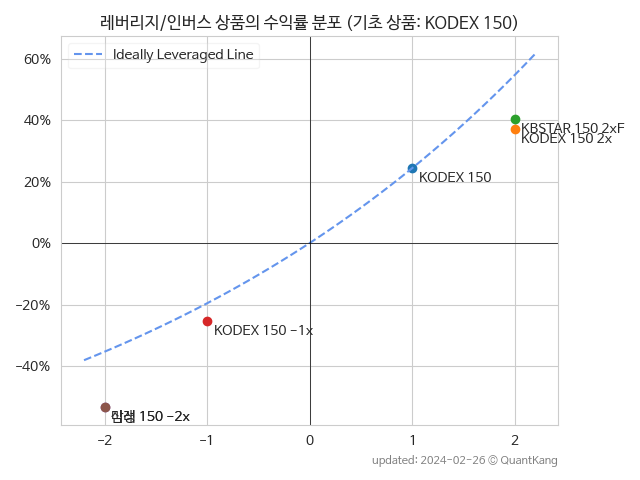 레버리지/인버스 상품의 수익률 분포 (기초 상품: KODEX 150)
Ideally Leveraged Line
60%
40%
20%
0%
−20%
−40%
KBSTAR 150 2xF
KODEX 150 2x
KODEX 150
KODEX 150 −1x
150 −2x
−2
−1
0
1
2
updated: 2024-02-26 © QuantKang